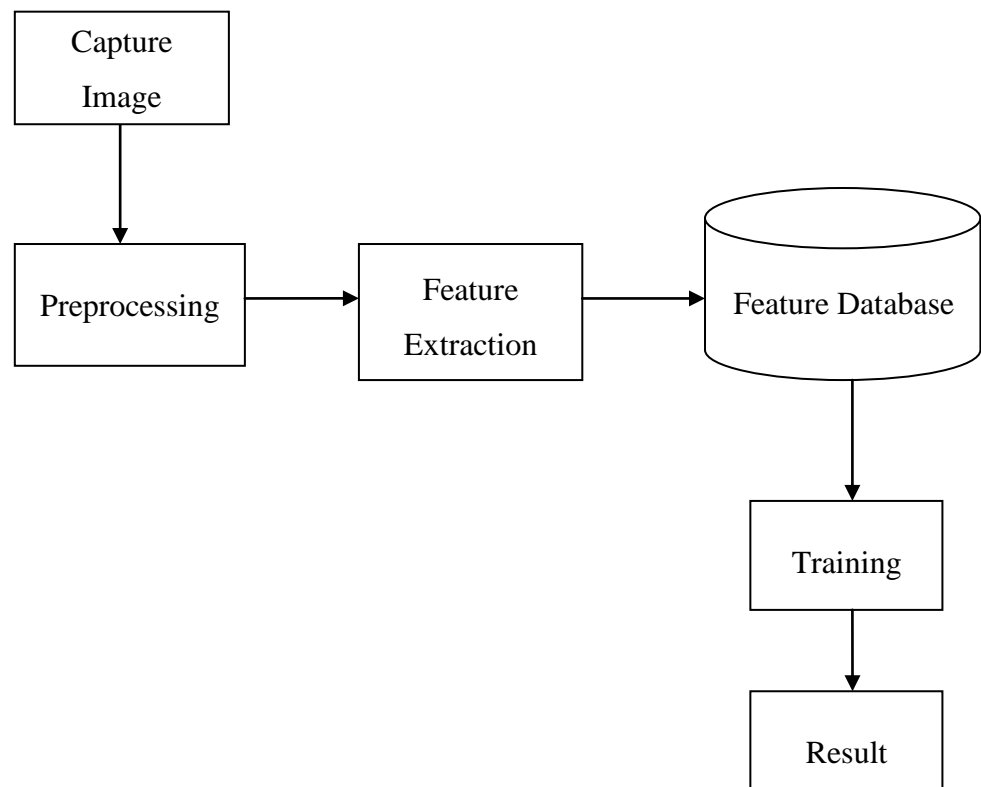 Capture
Image
Preprocessing
Feature
Extraction
Feature Database
Training
Result